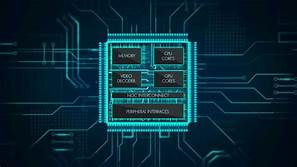 MEMORY
CPU
CORES
VIDEO
DECODER
GPU
CORES
NOC INTERCONNECT
PERIPHERAL INTERFACES